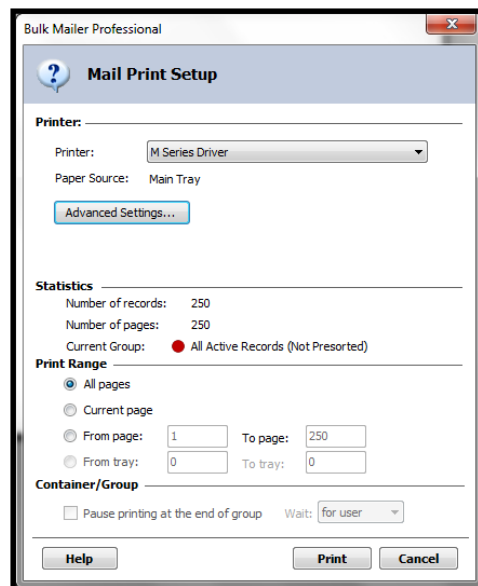 Bulk Mailer Professional
Mail Print Setup
Printer:
Printer: M Series Driver
Paper Source: Main Tray
Advanced Settings...
Statistics
Number of records: 250
Number of pages: 250
Current Group: All Active Records (Not Presorted)
Print Range
All pages
Current page
From page: 1 To page: 250
From tray: 0 To tray: 0
Container/Group
Pause printing at the end of group Wait: for user
Help Print Cancel